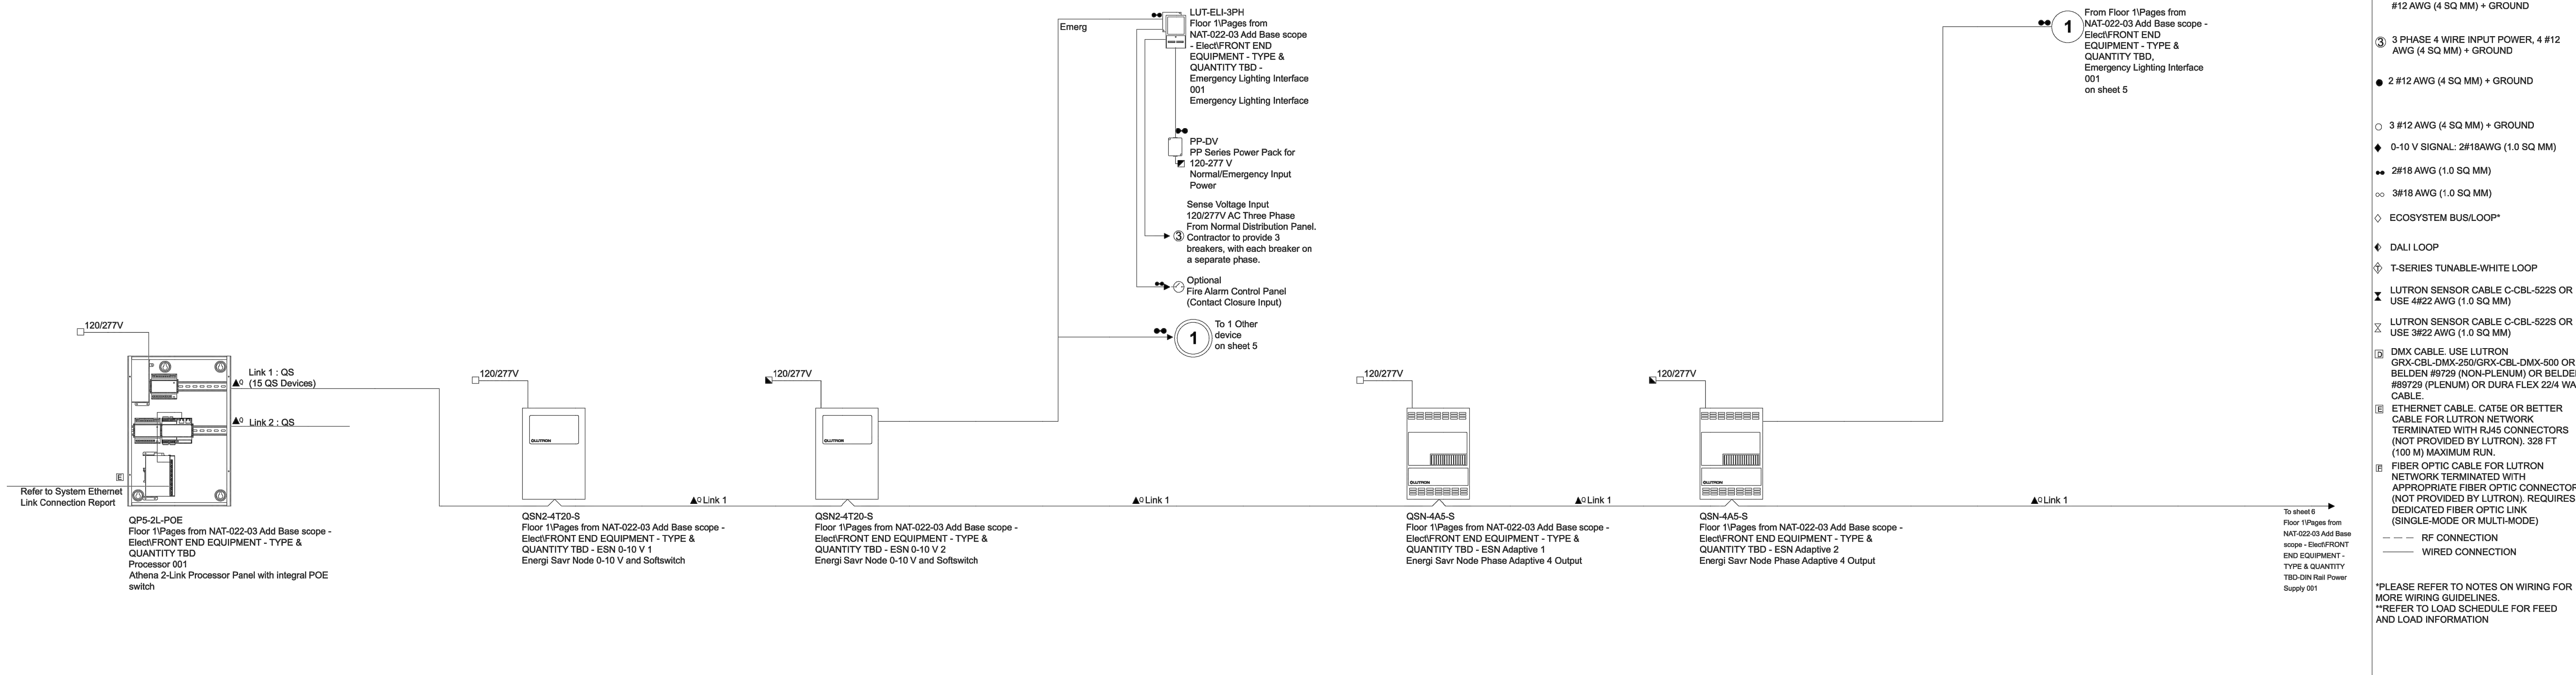 Emerg
LUT-ELI-3PH
Floor 1\Pages from
NAT-022-03 Add Base scope
- Elect\FRONT END
EQUIPMENT - TYPE &
QUANTITY TBD -
Emergency Lighting Interface
001
Emergency Lighting Interface
PP-DV
PP Series Power Pack for
120-277 V
Normal/Emergency Input
Power
Sense Voltage Input
120/277V AC Three Phase
From Normal Distribution Panel.
3
Contractor to provide 3
breakers, with each breaker on
a separate phase.
Optional
Fire Alarm Control Panel
(Contact Closure Input)
1
To 1 Other
device
on sheet 5
1
From Floor 1\Pages from
NAT-022-03 Add Base scope -
Elect\FRONT END
EQUIPMENT - TYPE &
QUANTITY TBD,
Emergency Lighting Interface
001
on sheet 5
120/277V
Link 1 : QS
Q (15 QS Devices)
Q Link 2 : QS
E
Refer to System Ethernet
Link Connection Report
QP5-2L-POE
Floor 1\Pages from NAT-022-03 Add Base scope -
Elect\FRONT END EQUIPMENT - TYPE &
QUANTITY TBD
Processor 001
Athena 2-Link Processor Panel with integral POE
switch
120/277V
LUTRON
QSN2-4T20-S
Floor 1\Pages from NAT-022-03 Add Base scope -
Elect\FRONT END EQUIPMENT - TYPE &
QUANTITY TBD - ESN 0-10 V 1
Energi Savr Node 0-10 V and Softswitch
Q Link 1
120/277V
LUTRON
QSN2-4T20-S
Floor 1\Pages from NAT-022-03 Add Base scope -
Elect\FRONT END EQUIPMENT - TYPE &
QUANTITY TBD - ESN 0-10 V 2
Energi Savr Node 0-10 V and Softswitch
Q Link 1
120/277V
LUTRON
QSN-4A5-S
Floor 1\Pages from NAT-022-03 Add Base scope -
Elect\FRONT END EQUIPMENT - TYPE &
QUANTITY TBD - ESN Adaptive 1
Energi Savr Node Phase Adaptive 4 Output
Q Link 1
120/277V
LUTRON
QSN-4A5-S
Floor 1\Pages from NAT-022-03 Add Base scope -
Elect\FRONT END EQUIPMENT - TYPE &
QUANTITY TBD - ESN Adaptive 2
Energi Savr Node Phase Adaptive 4 Output
Q Link 1
To sheet 6
Floor 1\Pages from
NAT-022-03 Add Base
scope - Elect\FRONT
END EQUIPMENT -
TYPE & QUANTITY
TBD-DIN Rail Power
Supply 001
#12 AWG (4 SQ MM) + GROUND
3 3 PHASE 4 WIRE INPUT POWER, 4 #12
AWG (4 SQ MM) + GROUND
2 #12 AWG (4 SQ MM) + GROUND
3 #12 AWG (4 SQ MM) + GROUND
0-10 V SIGNAL: 2#18AWG (1.0 SQ MM)
2#18 AWG (1.0 SQ MM)
3#18 AWG (1.0 SQ MM)
ECOSYSTEM BUS/LOOP*
DALI LOOP
T T-SERIES TUNABLE-WHITE LOOP
LUTRON SENSOR CABLE C-CBL-522S OR
USE 4#22 AWG (1.0 SQ MM)
LUTRON SENSOR CABLE C-CBL-522S OR
USE 3#22 AWG (1.0 SQ MM)
D DMX CABLE. USE LUTRON
GRX-CBL-DMX-250/GRX-CBL-DMX-500 OR
BELDEN #9729 (NON-PLENUM) OR
#89729 (PLENUM) OR DURA FLEX 22/4
CABLE.
E ETHERNET CABLE. CAT5E OR BETTER
CABLE FOR LUTRON NETWORK
TERMINATED WITH RJ45 CONNECTORS
(NOT PROVIDED BY LUTRON). 328 FT
(100 M) MAXIMUM RUN.
F FIBER OPTIC CABLE FOR LUTRON
NETWORK TERMINATED WITH
APPROPRIATE FIBER OPTIC CONNECTOR
(NOT PROVIDED BY LUTRON). REQUIRES
DEDICATED FIBER OPTIC LINK
(SINGLE-MODE OR MULTI-MODE)
RF CONNECTION
WIRED CONNECTION
*PLEASE REFER TO NOTES ON WIRING FOR
MORE WIRING GUIDELINES.
**REFER TO LOAD SCHEDULE FOR FEED
AND LOAD INFORMATION